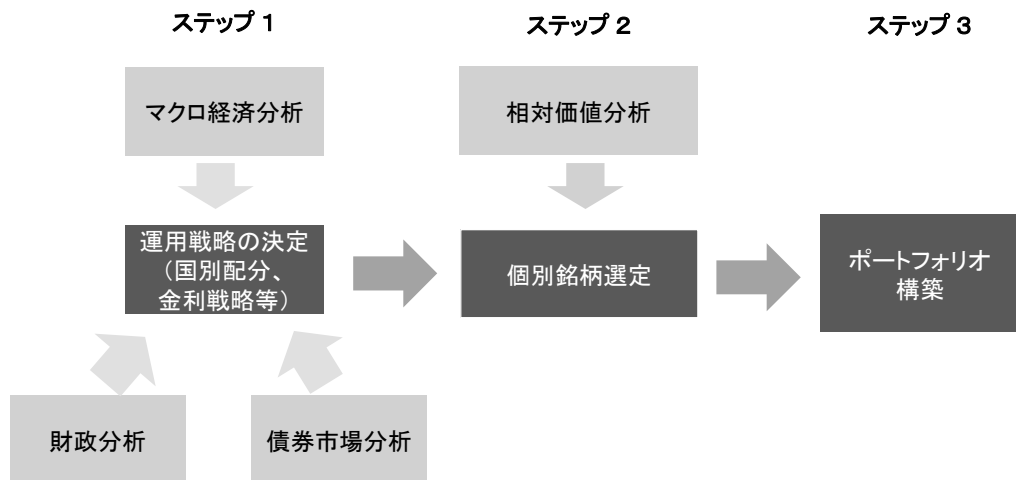 ステップ 1
ステップ 2
ステップ 3
マクロ経済分析
相対価値分析
運用戦略の決定
（国別配分、
金利戦略等）
個別銘柄選定
ポートフォリオ
構築
財政分析
債券市場分析